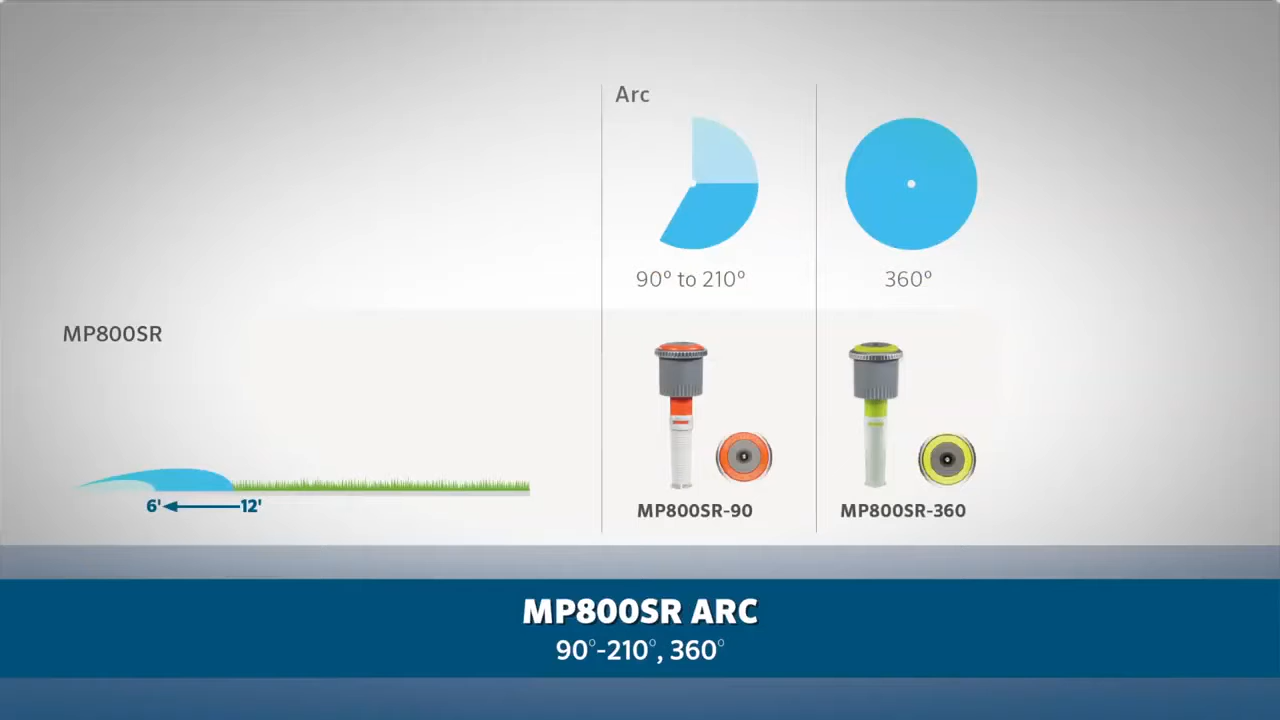 Arc
90° to 210°
360°
MP800SR
6'
12'
MP800SR-90
MP800SR-360
MP800SR ARC
90°-210°, 360°